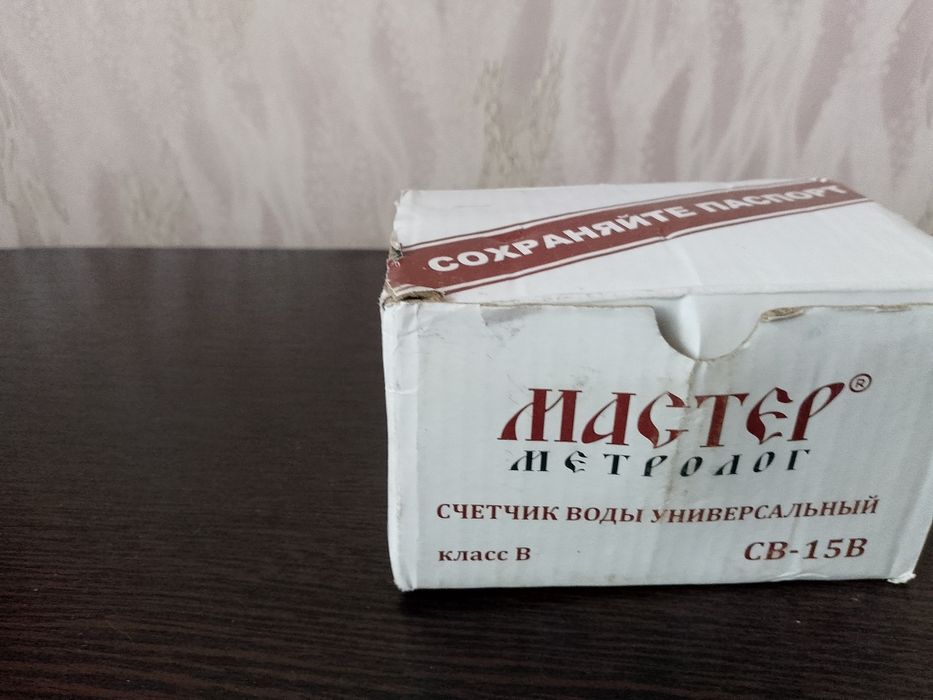 СОХРАНЯЙТЕ ПАСПОРТ
МАСТЕР®
МЕТРОЛОГ
СЧЕТЧИК ВОДЫ УНИВЕРСАЛЬНЫЙ
класс В СВ-15В